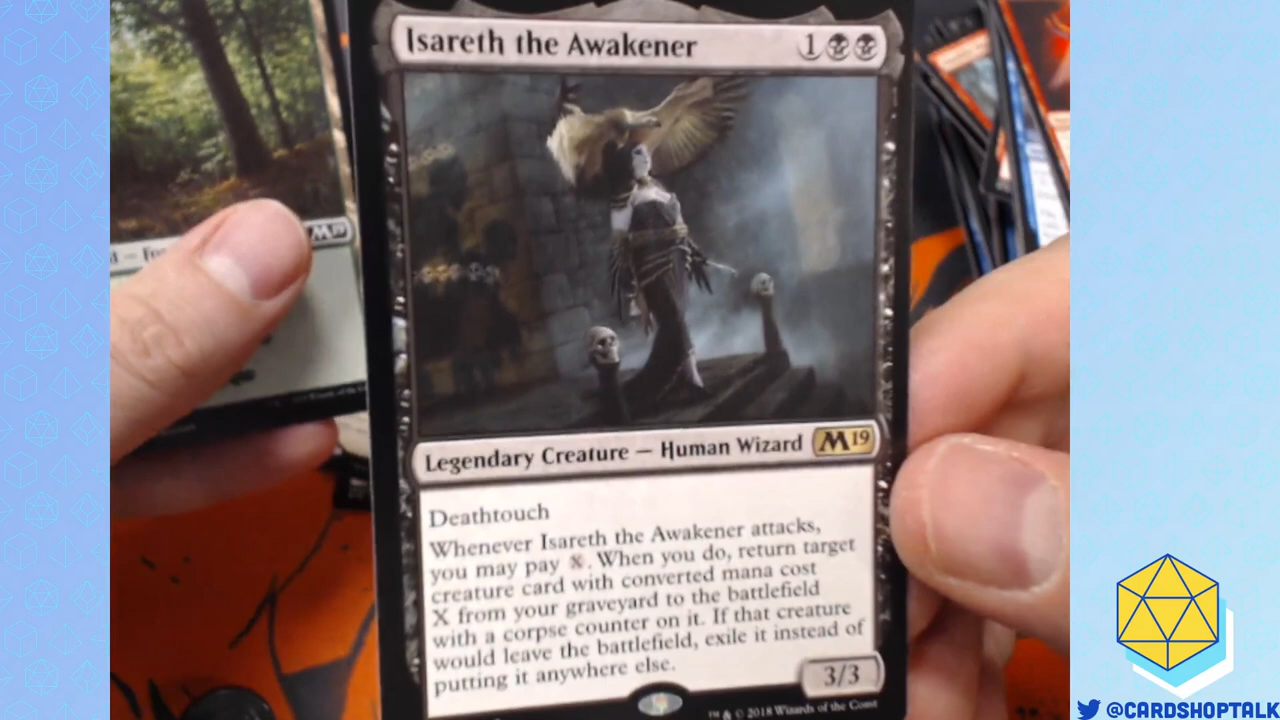 Isareth the Awakener 1
Legendary Creature — Human Wizard M19
Deathtouch
Whenever Isareth the Awakener attacks,
you may pay X. When you do, return target
creature card with converted mana cost
X from your graveyard to the battlefield
with a corpse counter on it. If that creature
would leave the battlefield, exile it instead of
putting it anywhere else.
3/3
™ & © 2018 Wizards of the Coast
M19
@CARDSHOPTALK